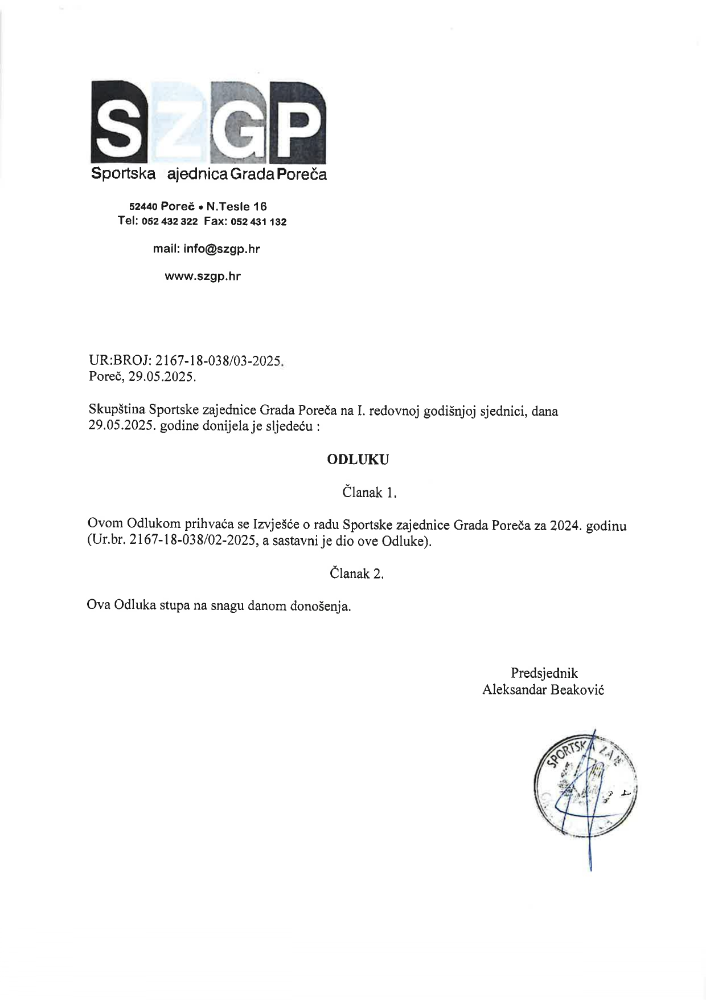 SZGP
Sportska ajednica Grada Poreča
52440 Poreč • N.Tesle 16
Tel: 052 432 322 Fax: 052 431 132
mail: info@szgp.hr
www.szgp.hr
UR:BROJ: 2167-18-038/03-2025.
Poreč, 29.05.2025.
Skupština Sportske zajednice Grada Poreča na I. redovnoj godišnjoj sjednici, dana
29.05.2025. godine donijela je sljedeću :
ODLUKU
Članak 1.
Ovom Odlukom prihvaća se Izvješće o radu Sportske zajednice Grada Poreča za 2024. godinu
(Ur.br. 2167-18-038/02-2025, a sastavni je dio ove Odluke).
Članak 2.
Ova Odluka stupa na snagu danom donošenja.
Predsjednik
Aleksandar Beaković
SPORTSKA